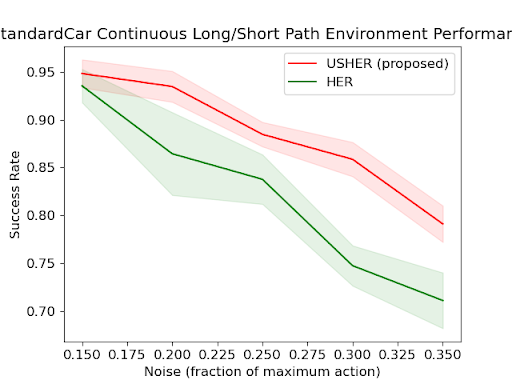 tandardCar Continuous Long/Short Path Environment Performar
USHER (proposed)
HER
0.95
0.90
0.85
0.80
0.75
0.70
Success Rate
0.150 0.175 0.200 0.225 0.250 0.275 0.300 0.325 0.350
Noise (fraction of maximum action)